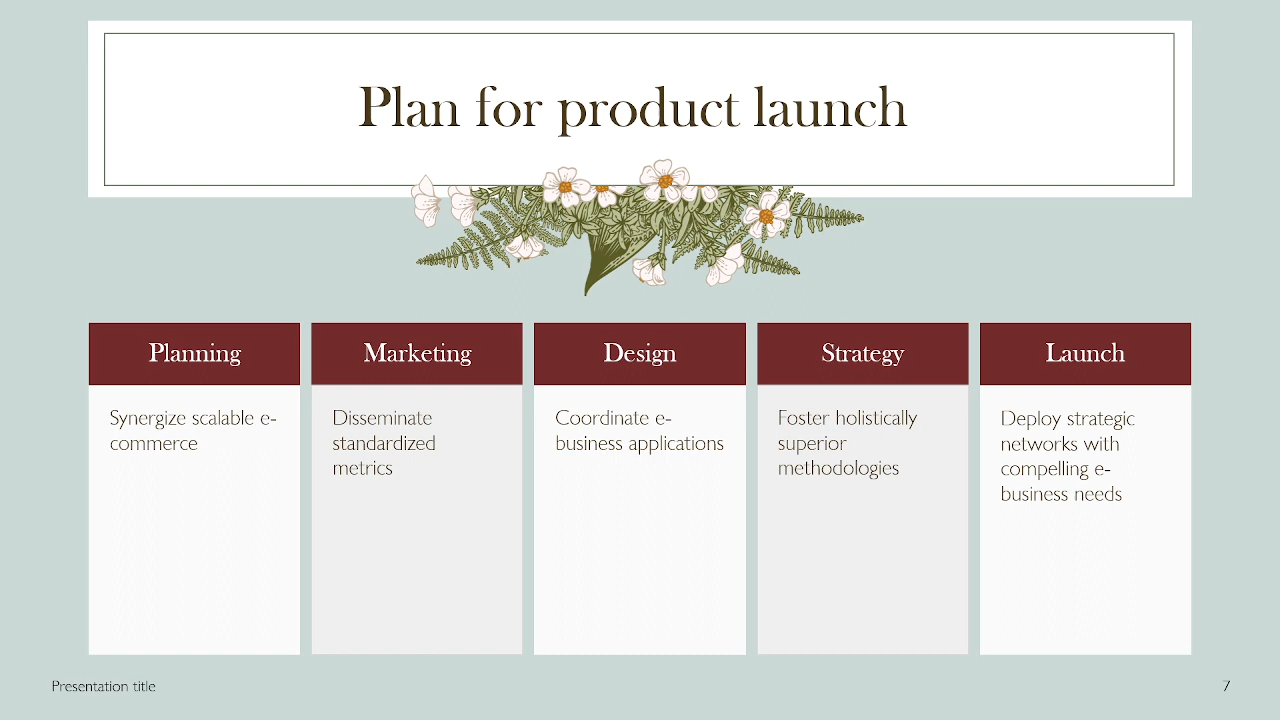 Plan for product launch
Planning
Synergize scalable e-
commerce
Marketing
Disseminate
standardized
metrics
Design
Coordinate e-
business applications
Strategy
Foster holistically
superior
methodologies
Launch
Deploy strategic
networks with
compelling e-
business needs
Presentation title
7